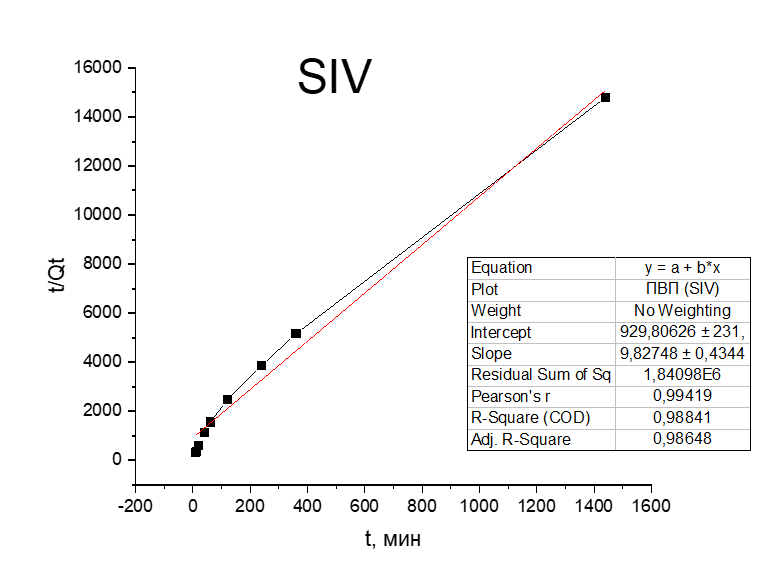 SIV
16000
14000
12000
10000
8000
6000
4000
2000
0
t/Qt
-200 0 200 400 600 800 1000 1200 1400 1600
t, мин
Equation y = a + b*x
Plot ПВП (SIV)
Weight No Weighting
Intercept 929,80626 ± 231,
Slope 9,82748 ± 0,4344
Residual Sum of Sq 1,84098E6
Pearson's r 0,99419
R-Square (COD) 0,98841
Adj. R-Square 0,98648